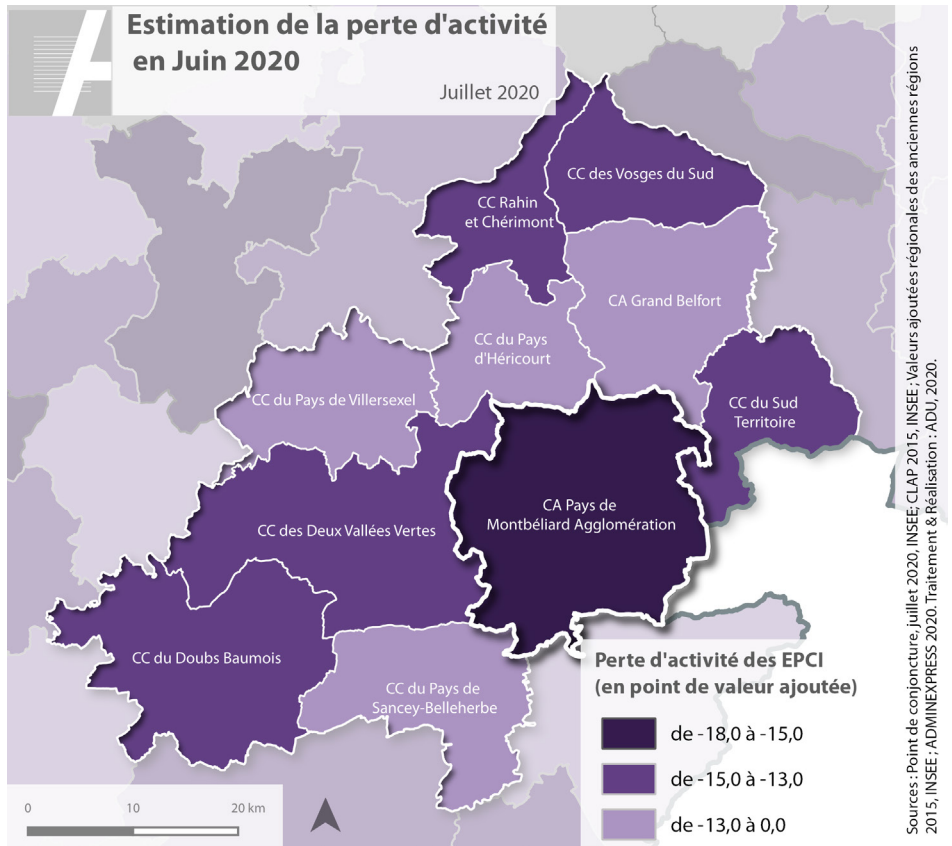 Estimation de la perte d'activité
en Juin 2020
Juillet 2020
CC des Vosges du Sud
CC Rahin
et Chérimont
CA Grand Belfort
CC du Pays
d'Héricourt
CC du Pays de Villersexel
CC du Sud
Territoire
CA Pays de
Montbéliard Agglomération
CC des Deux Vallées Vertes
CC du Doubs Baumois
CC du Pays de
Sancey-Belleherbe
Perte d'activité des EPCI
(en point de valeur ajoutée)
de -18,0 à -15,0
de -15,0 à -13,0
de -13,0 à 0,0
0 10 20 km
Sources : Point de conjoncture, juillet 2020, INSEE; CLAP 2015, INSEE ; Valeurs ajoutées régionales des anciennes régions
2015, INSEE ; ADMINEXPRESS 2020. Traitement & Réalisation : ADU, 2020.